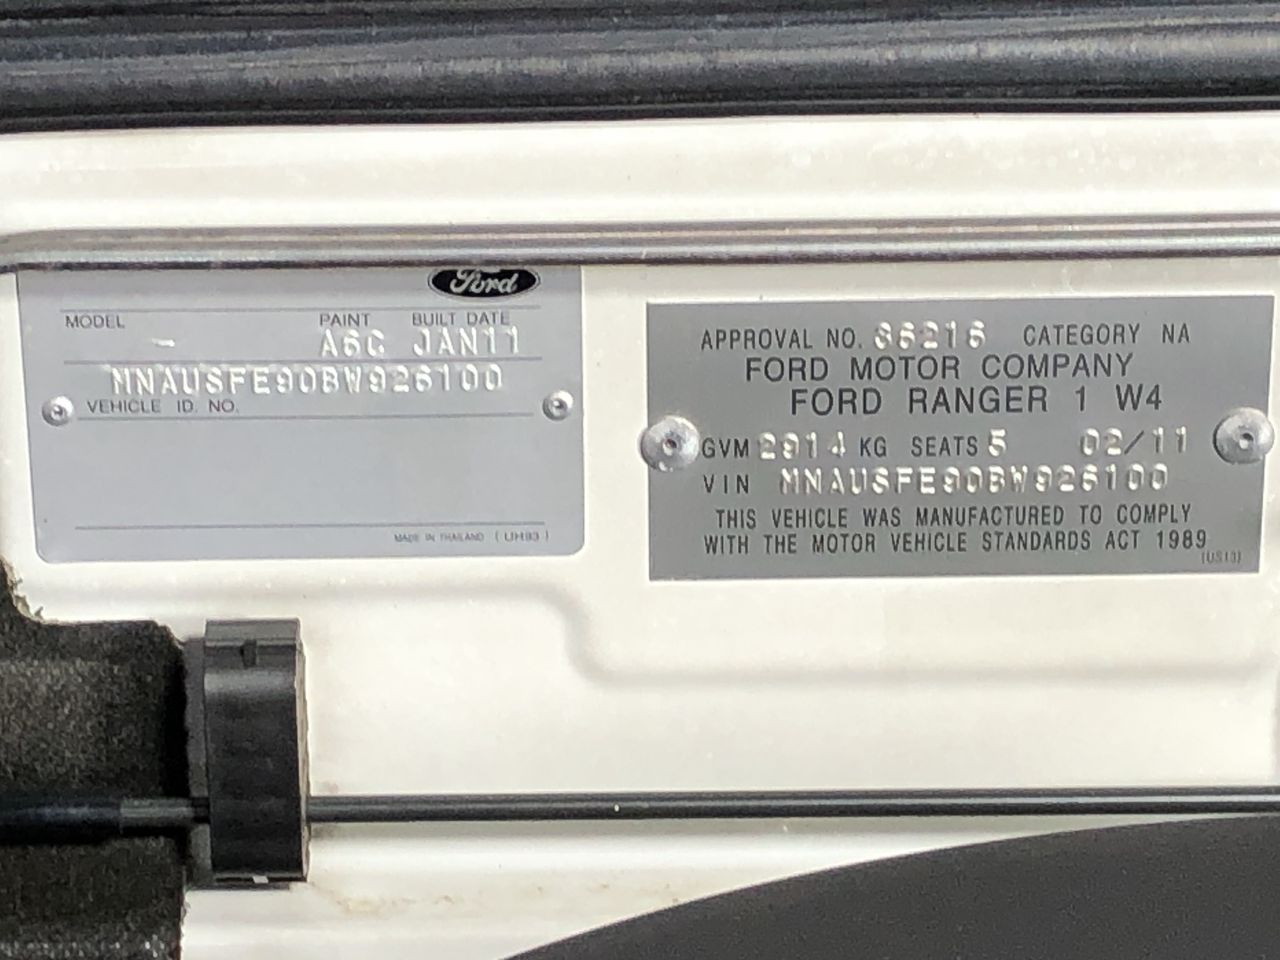 Ford
MODEL PAINT BUILT DATE
- A6C JAN11
MNAUSFE90BW926100
VEHICLE ID. NO.
MADE IN THAILAND (UH93)
APPROVAL NO. 36216 CATEGORY NA
FORD MOTOR COMPANY
FORD RANGER 1 W4
GVM 2914 KG SEATS 5 02/11
VIN MNAUSFE90BW926100
THIS VEHICLE WAS MANUFACTURED TO COMPLY
WITH THE MOTOR VEHICLE STANDARDS ACT 1989
(US13)